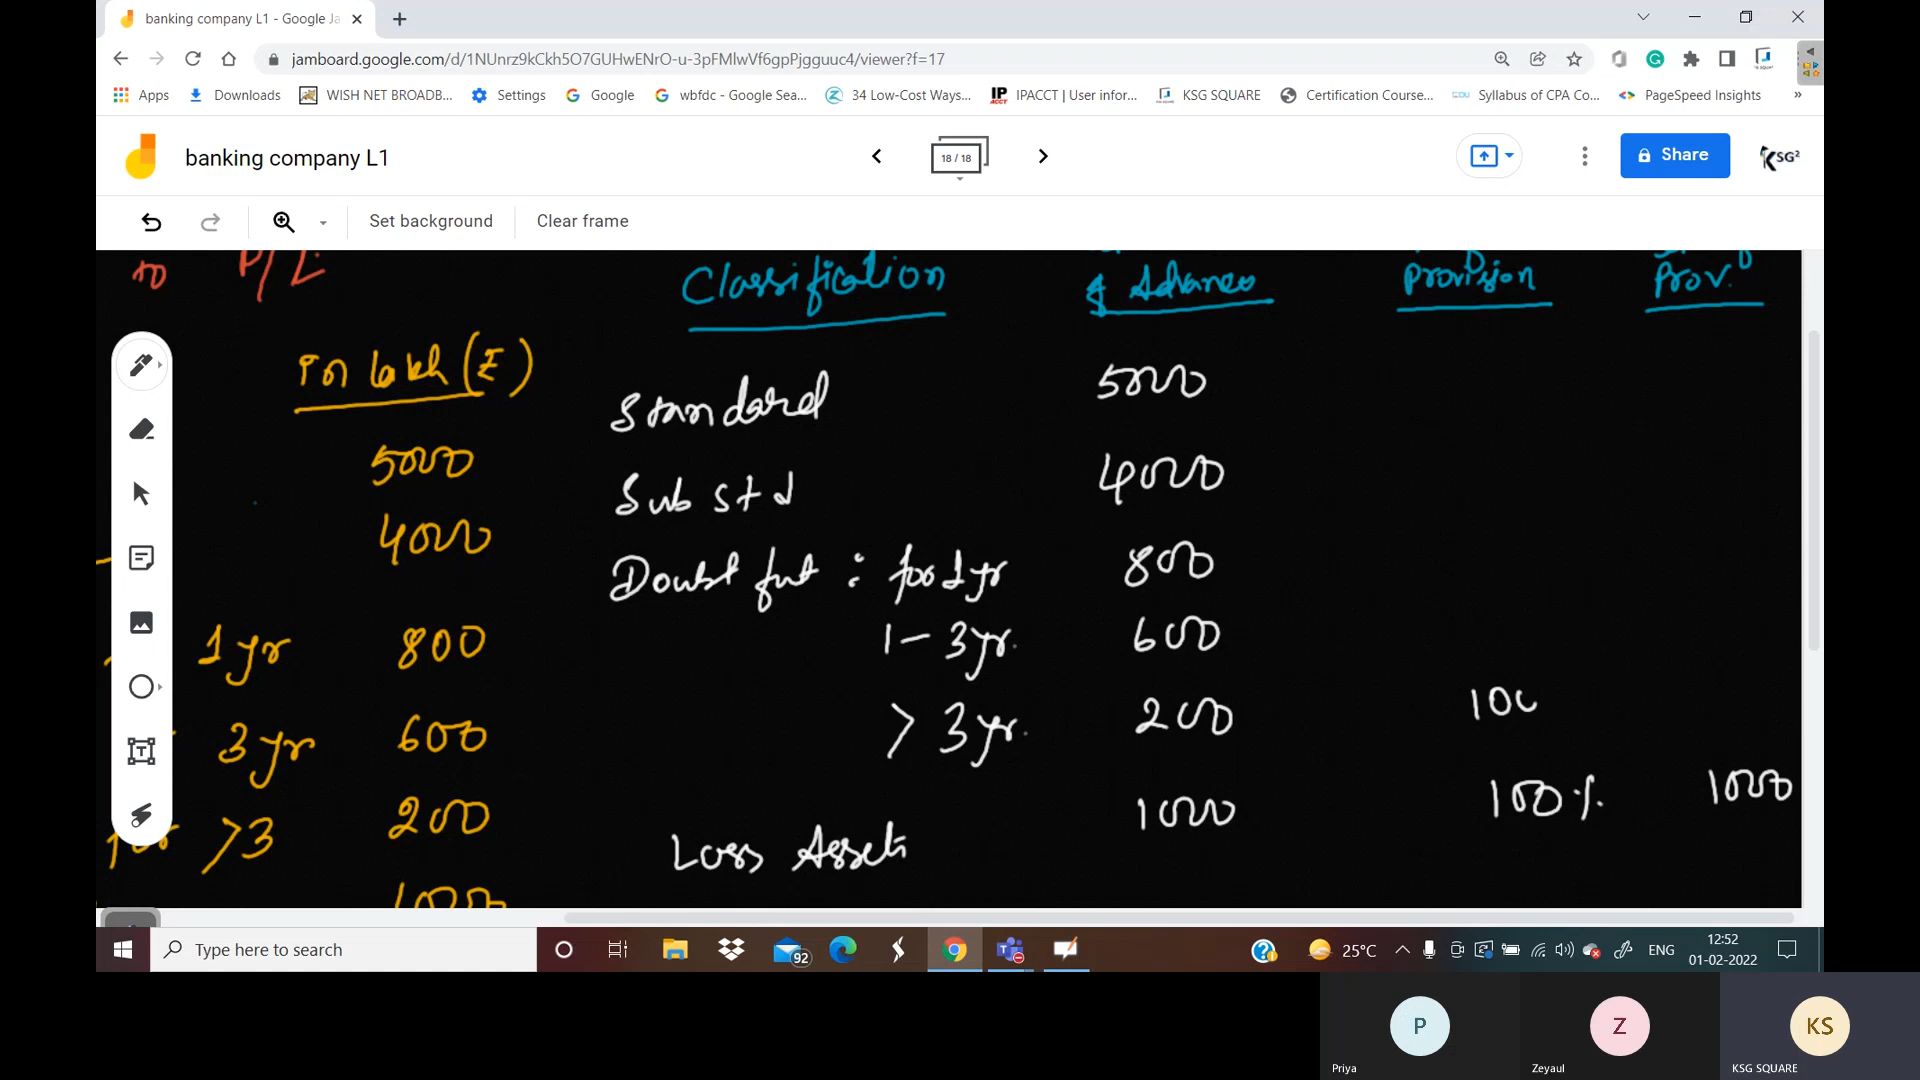 banking company L1 - Google Ja
jamboard.google.com/d/1NUnrz9kCkh5O7GUHwENrO-u-3pFMlwVf6gpPjgguuc4/viewer?f=17
Apps Downloads WISH NET BROADB... Settings Google wbfdc - Google Sea... 34 Low-Cost Ways... IPACCT | User infor... KSG SQUARE Certification Course... Syllabus of CPA Co... PageSpeed Insights »
banking company L1
18 / 18
Share
KSG²
Set background Clear frame
to P/L
Classification & Advances provision Prov.
In lakh (₹)
Standard 5000
5000
Sub std 4000
4000
Doubtful : for 1 yr 800
1 yr 800
1 - 3 yr. 600
3 yr 600
> 3 yr. 200 100
>3 200
Loss Assets 1000 100% 1000
1000
Type here to search
92
25°C
ENG
12:52
01-02-2022
P
Priya
Z
Zeyaul
KS
KSG SQUARE